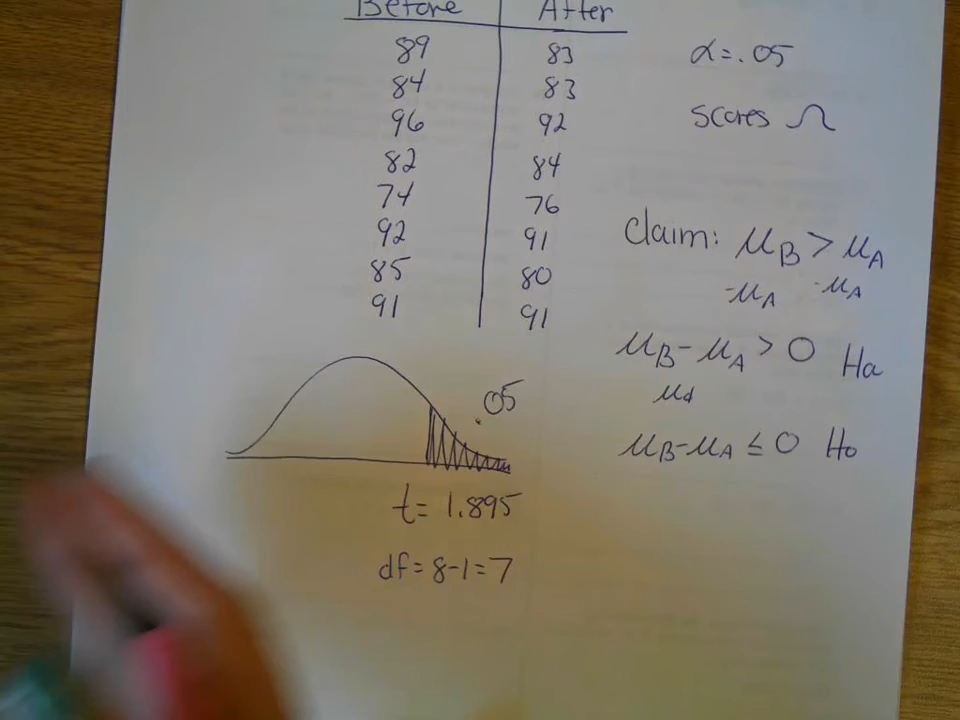 Before After
89 83
84 83
96 92
82 84
74 76
92 91
85 80
91 91
α=.05
scores
claim: μB > μA
-μA -μA
μB-μA > 0 Ha
μd
μB-μA ≤ 0 Ho
.05
t= 1.895
df= 8-1=7